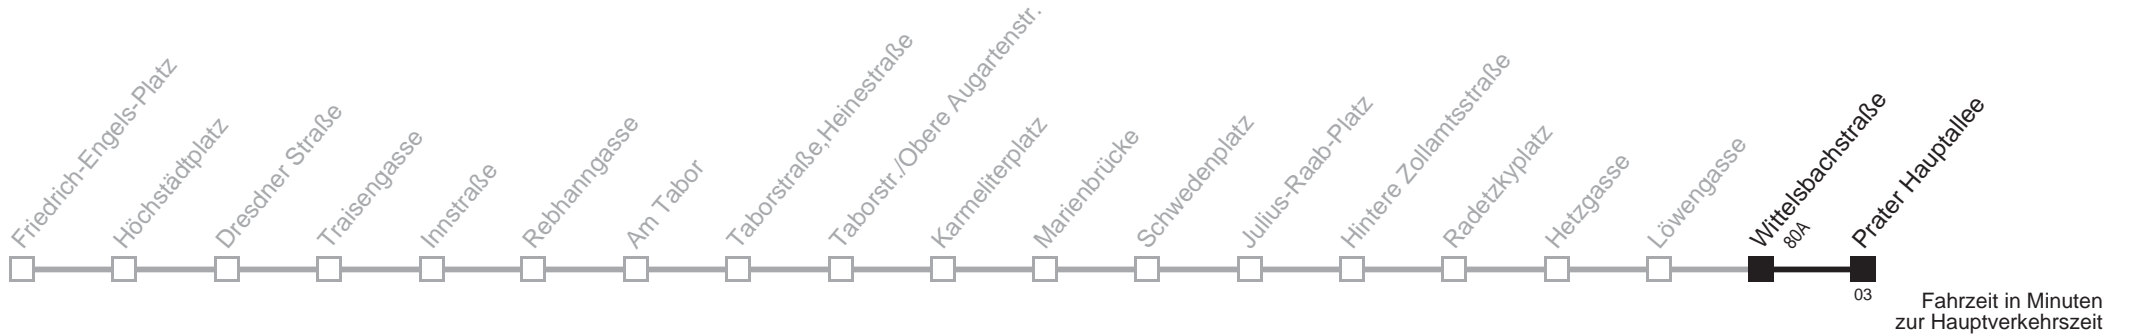 Friedrich-Engels-Platz
Höchstädtplatz
Dresdner Straße
Traisengasse
Innstraße
Rebhanngasse
Am Tabor
Taborstraße,Heinestraße
Taborstr./Obere Augartenstr.
Karmeliterplatz
Marienbrücke
Schwedenplatz
Julius-Raab-Platz
Hintere Zollamtsstraße
Radetzkyplatz
Hetzgasse
Löwengasse
Wittelsbachstraße
80A
Prater Hauptallee
03
Fahrzeit in Minuten
zur Hauptverkehrszeit